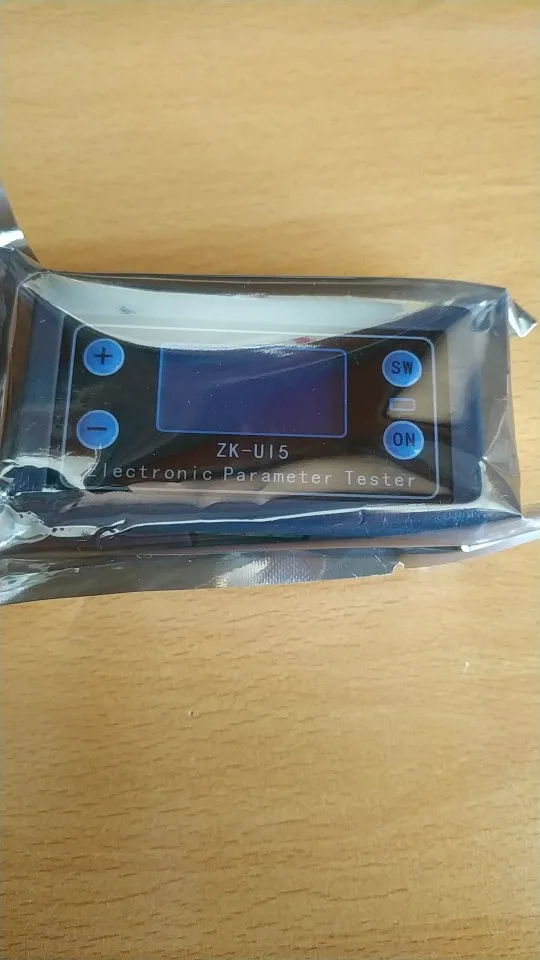 +
SW
−
ON
ZK-UI5
Electronic Parameter Tester